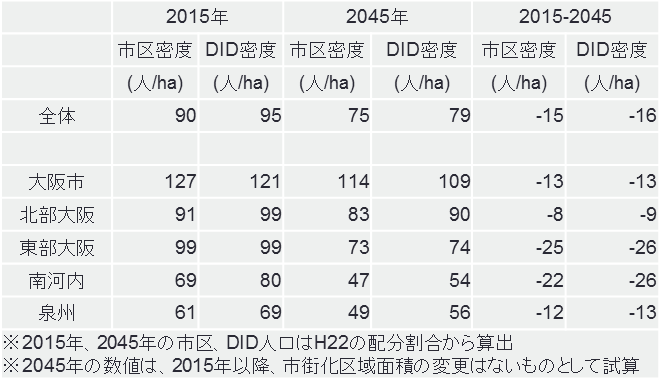 2015年 2045年 2015-2045
市区密度 DID密度 市区密度 DID密度 市区密度 DID密度
(人/ha) (人/ha) (人/ha) (人/ha) (人/ha) (人/ha)
全体 90 95 75 79 -15 -16
大阪市 127 121 114 109 -13 -13
北部大阪 91 99 83 90 -8 -9
東部大阪 99 99 73 74 -25 -26
南河内 69 80 47 54 -22 -26
泉州 61 69 49 56 -12 -13
※2015年、2045年の市区、DID人口はH22の配分割合から算出
※2045年の数値は、2015年以降、市街化区域面積の変更はないものとして試算